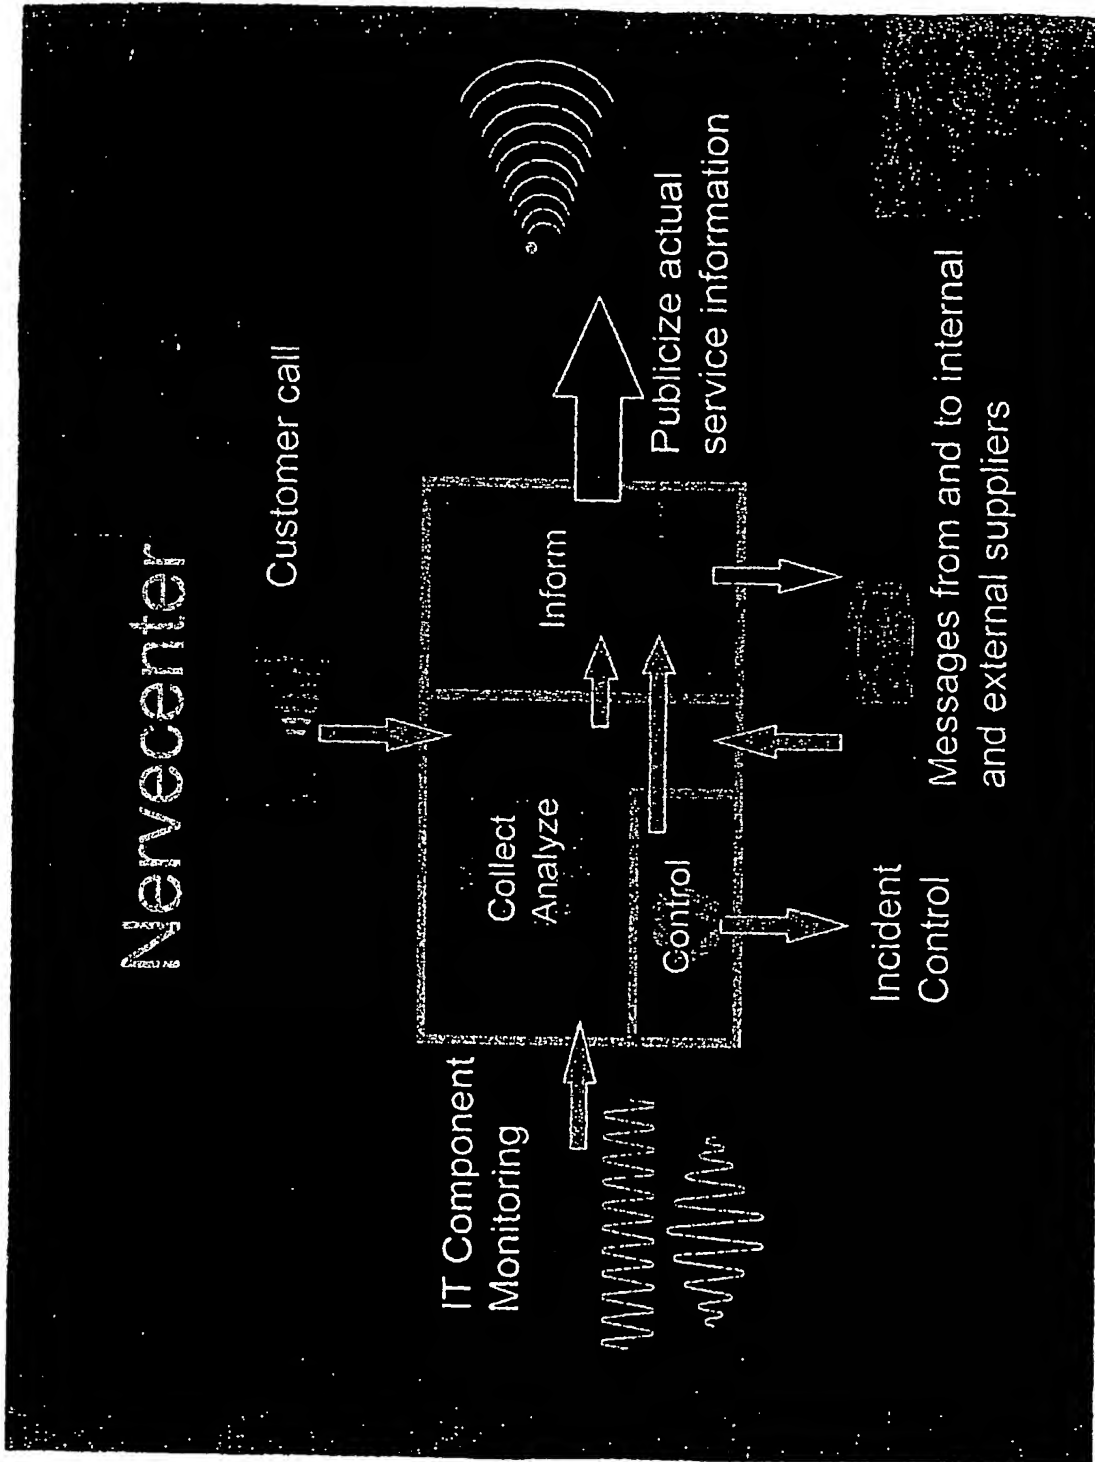 Nervecenter
Customer call
IT Component
Monitoring
Collect
Analyze
Inform
Control
Publicize actual
service information
Incident
Control
Messages from and to internal
and external suppliers